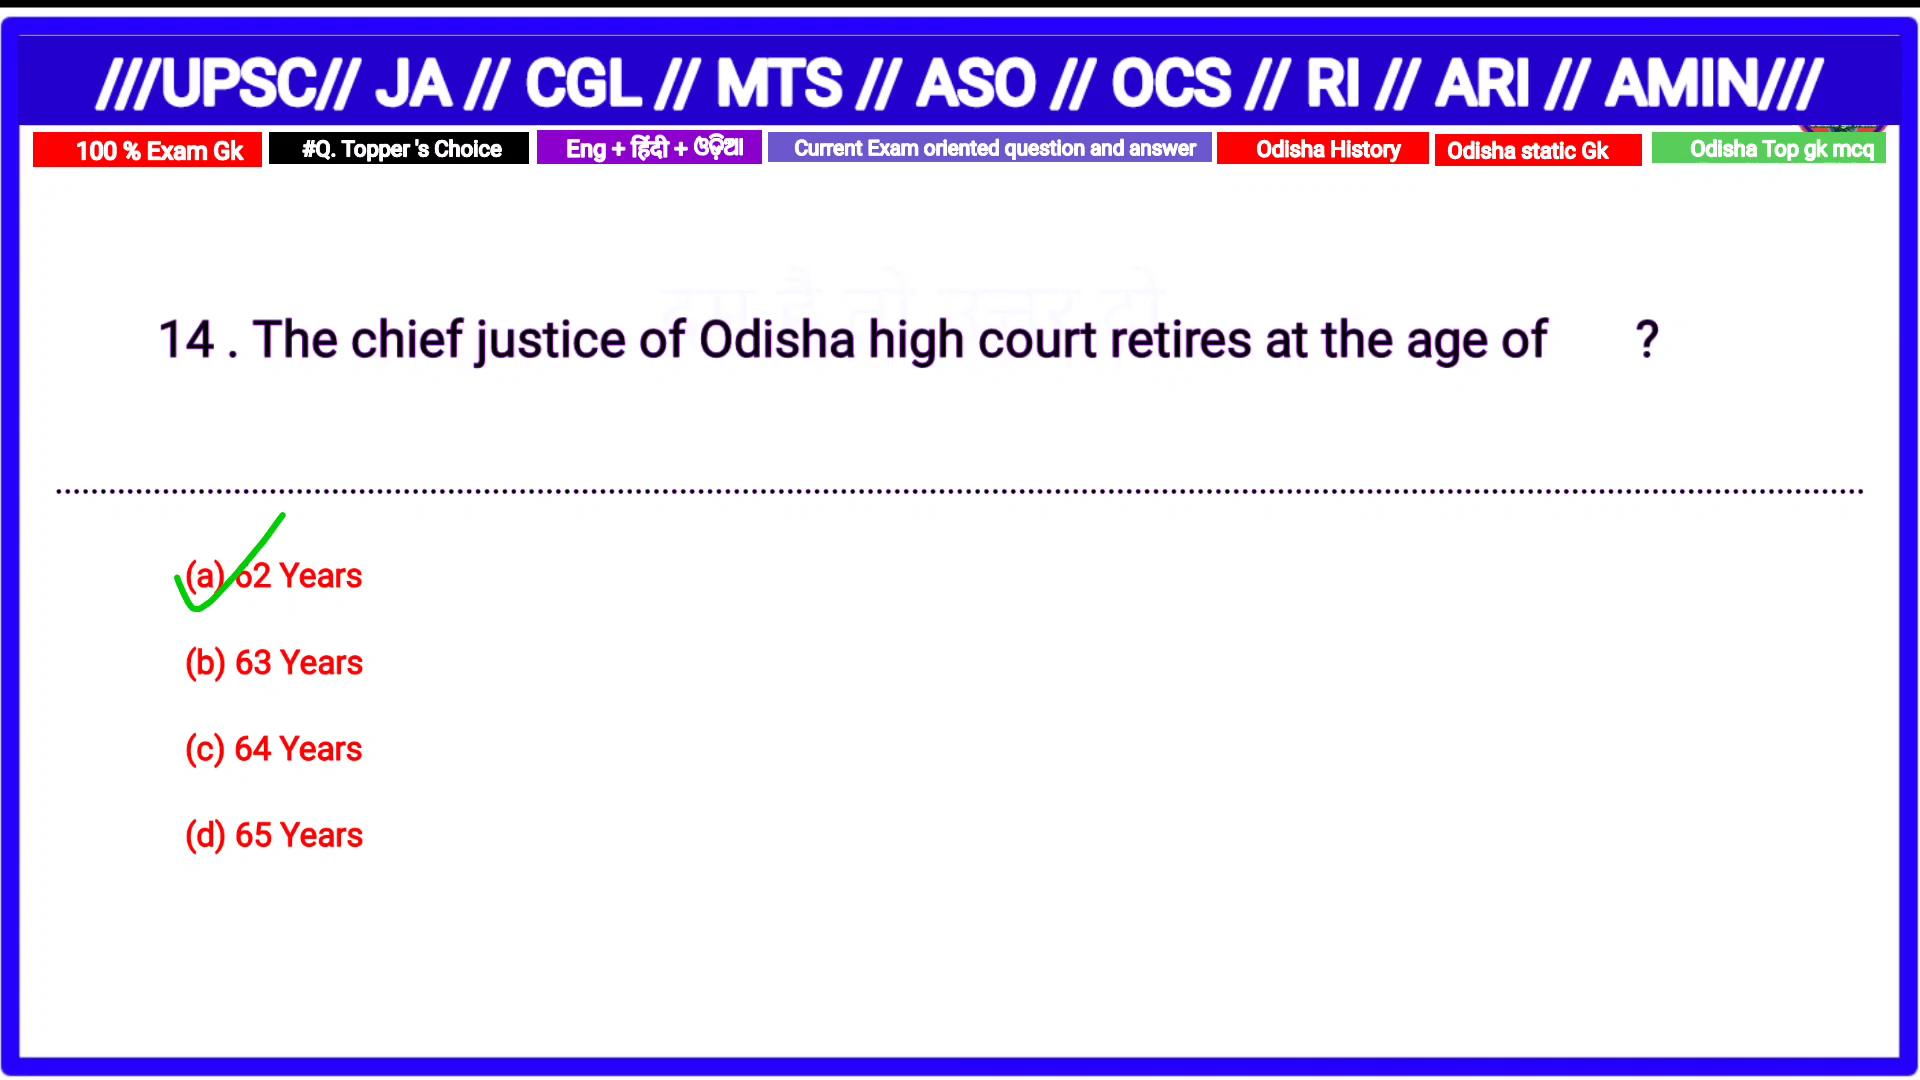 ///UPSC// JA // CGL // MTS // ASO // OCS // RI // ARI // AMIN///
100 % Exam Gk #Q. Topper 's Choice Eng + हिंदी + ଓଡ଼ିଆ Current Exam oriented question and answer Odisha History Odisha static Gk Odisha Top gk mcq
14 . The chief justice of Odisha high court retires at the age of ?
(a) 62 Years
(b) 63 Years
(c) 64 Years
(d) 65 Years